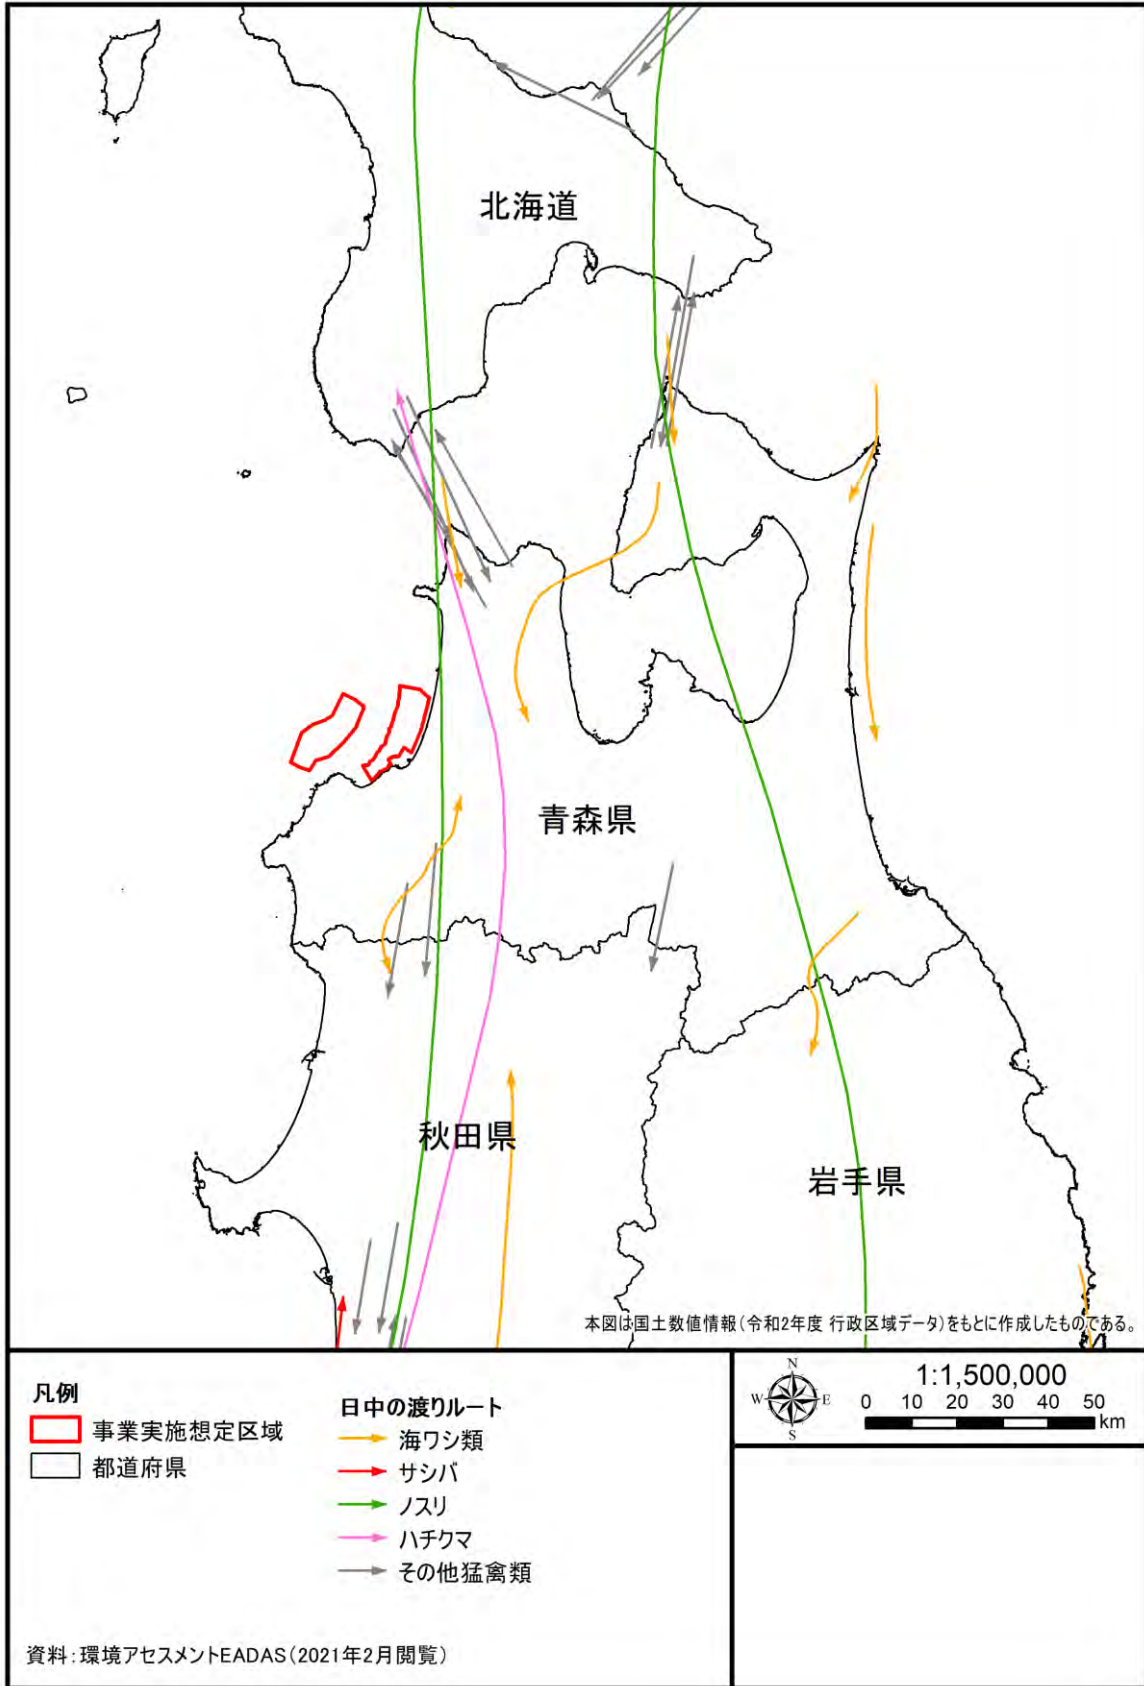 北海道
青森県
秋田県
岩手県
本図は国土数値情報(令和2年度 行政区域データ)をもとに作成したものである。
凡例
事業実施想定区域
都道府県
日中の渡りルート
海ワシ類
サシバ
ノスリ
ハチクマ
その他猛禽類
資料:環境アセスメントEADAS(2021年2月閲覧)
N
W E
S
1:1,500,000
0 10 20 30 40 50
km